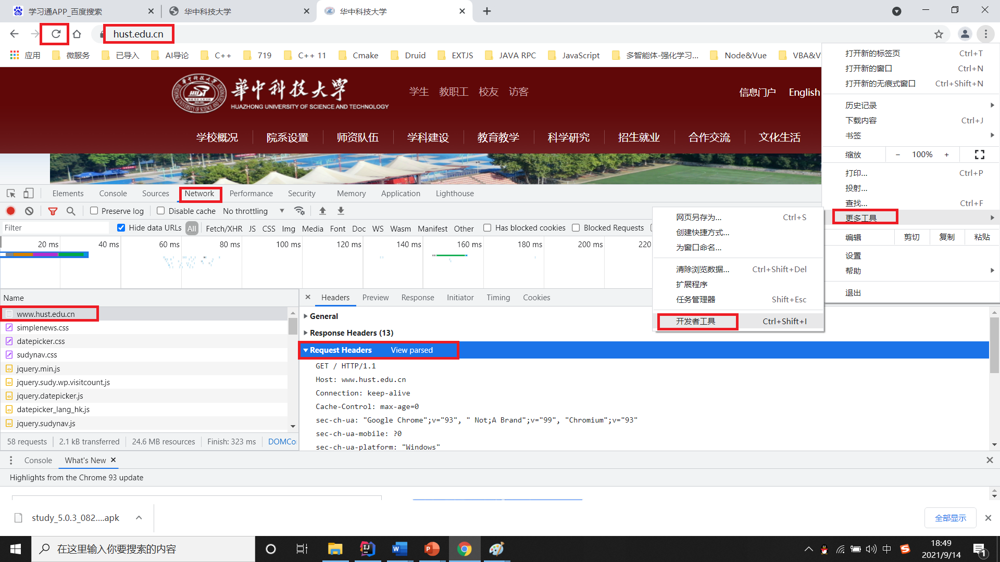 学习通APP_百度搜索
华中科技大学
华中科技大学
hust.edu.cn
应用 微服务 已导入 AI导论 C++ 719 C++ 11 Cmake Druid EXTJS JAVA RPC JavaScript 多智能体-强化学习... Node&Vue VBA&V
華中科技大学
HUAZHONG UNIVERSITY OF SCIENCE AND TECHNOLOGY
学生 教职工 校友 访客
信息门户 English
学校概况 院系设置 师资队伍 学科建设 教育教学 科学研究 招生就业 合作交流 文化生活
打开新的标签页 Ctrl+T
打开新的窗口 Ctrl+N
打开新的无痕式窗口 Ctrl+Shift+N
历史记录
下载内容 Ctrl+J
书签
缩放 − 100% +
打印... Ctrl+P
投射...
查找... Ctrl+F
更多工具
编辑 剪切 复制 粘贴
设置
帮助
退出
网页另存为... Ctrl+S
创建快捷方式...
为窗口命名...
清除浏览数据... Ctrl+Shift+Del
扩展程序
任务管理器 Shift+Esc
开发者工具 Ctrl+Shift+I
Elements Console Sources Network Performance Security Memory Application Lighthouse
Preserve log Disable cache No throttling
Filter Hide data URLs All Fetch/XHR JS CSS Img Media Font Doc WS Wasm Manifest Other Has blocked cookies Blocked Requests
20 ms 40 ms 60 ms 80 ms 100 ms 120 ms 140 ms 160 ms 180 ms 200 ms 220
Name
www.hust.edu.cn
simplenews.css
datepicker.css
sudynav.css
jquery.min.js
jquery.sudy.wp.visitcount.js
jquery.datepicker.js
datepicker_lang_hk.js
jquery.sudynav.js
58 requests 2.1 kB transferred 24.6 MB resources Finish: 323 ms DOMCo
Headers Preview Response Initiator Timing Cookies
General
Response Headers (13)
Request Headers View parsed
GET / HTTP/1.1
Host: www.hust.edu.cn
Connection: keep-alive
Cache-Control: max-age=0
sec-ch-ua: "Google Chrome";v="93", " Not;A Brand";v="99", "Chromium";v="93"
sec-ch-ua-mobile: ?0
sec-ch-ua-platform: "Windows"
Console What's New
Highlights from the Chrome 93 update
study_5.0.3_082....apk
全部显示
在这里输入你要搜索的内容
中
18:49
2021/9/14
1